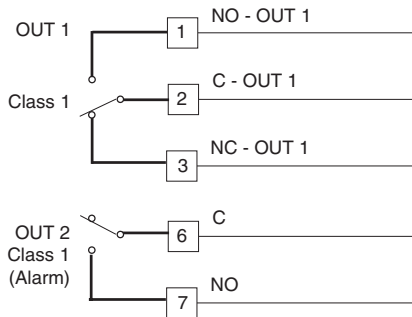 OUT 1
1
NO - OUT 1
Class 1
2
C - OUT 1
3
NC - OUT 1
OUT 2
Class 1
(Alarm)
6
C
7
NO